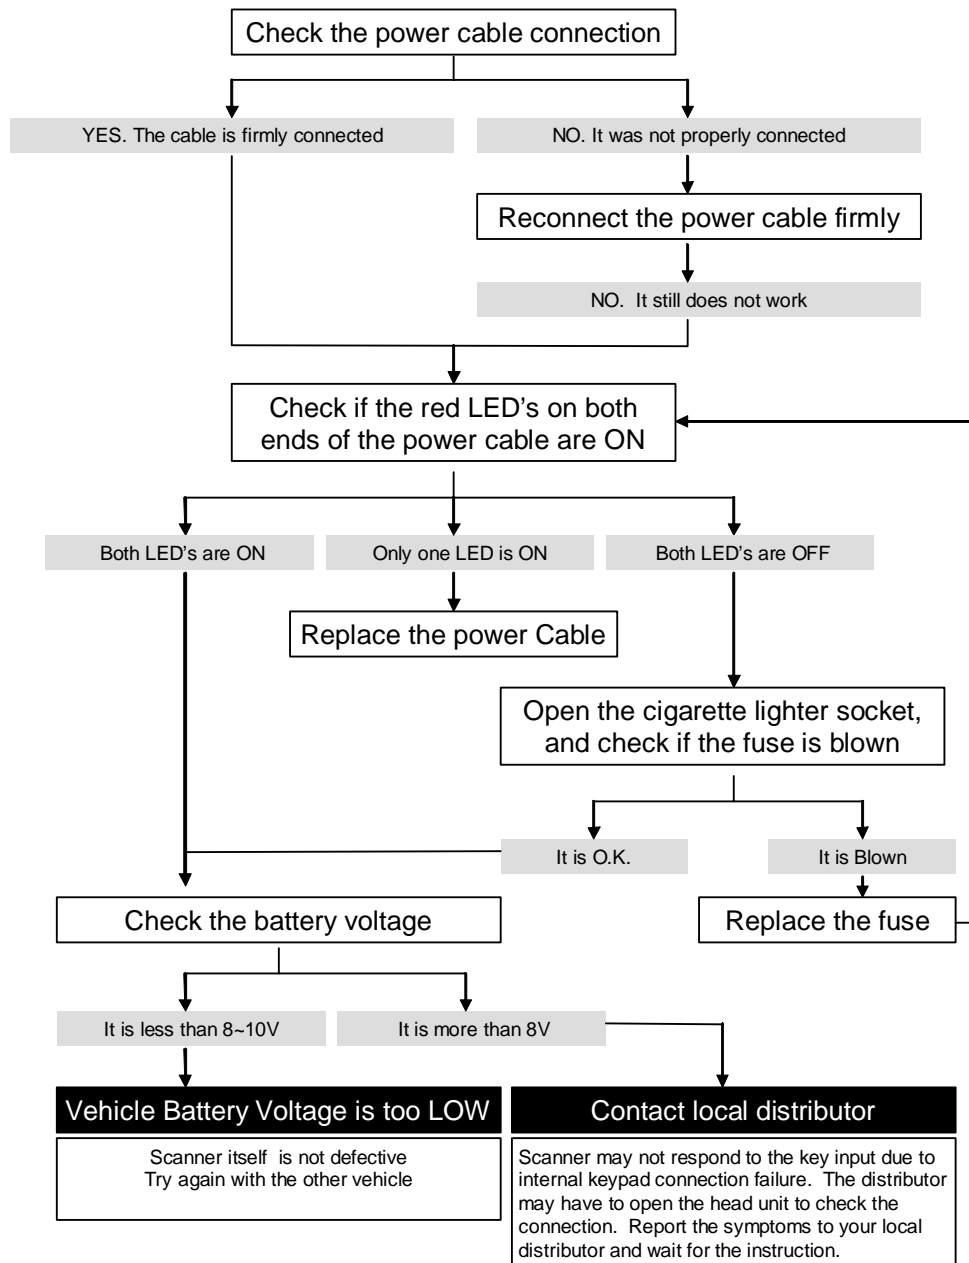 Check the power cable connection
YES. The cable is firmly connected
NO. It was not properly connected
Reconnect the power cable firmly
NO.  It still does not work
Check if the red LED's on both
ends of the power cable are ON
Both LED's are ON
Only one LED is ON
Both LED's are OFF
Replace the power Cable
Open the cigarette lighter socket,
and check if the fuse is blown
It is O.K.
It is Blown
Check the battery voltage
Replace the fuse
It is less than 8~10V
It is more than 8V
Vehicle Battery Voltage is too LOW
Scanner itself  is not defective
Try again with the other vehicle
Contact local distributor
Scanner may not respond to the key input due to
internal keypad connection failure.  The distributor
may have to open the head unit to check the
connection.  Report the symptoms to your local
distributor and wait for the instruction.